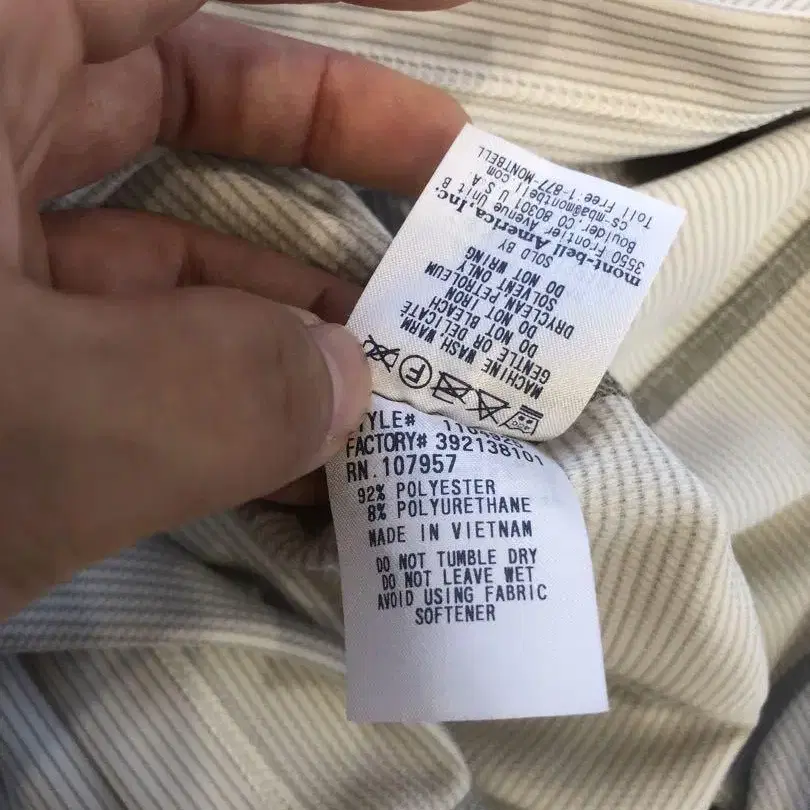 MACHINE WASH WARM,
GENTLE OR DELICATE
DO NOT BLEACH
DO NOT IRON
DRYCLEAN PETROLEUM
SOLVENT ONLY
DO NOT WRING
SOLD BY
mont-bell America, Inc.
3550 Frontier Avenue Unit B
Boulder, CO 80301 U.S.A.
cs-mba@montbell.com
Toll Free:1-877-MONTBELL
F
STYLE#
FACTORY# 392138101
RN.107957
92% POLYESTER
8% POLYURETHANE
MADE IN VIETNAM
DO NOT TUMBLE DRY
DO NOT LEAVE WET
AVOID USING FABRIC
SOFTENER